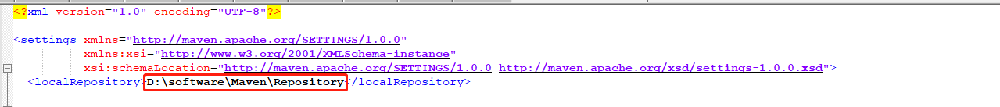 <?xml version="1.0" encoding="UTF-8"?>
<settings xmlns="http://maven.apache.org/SETTINGS/1.0.0"
xmlns:xsi="http://www.w3.org/2001/XMLSchema-instance"
xsi:schemaLocation="http://maven.apache.org/SETTINGS/1.0.0 http://maven.apache.org/xsd/settings-1.0.0.xsd">
<localRepository>D:\software\Maven\Repository</localRepository>